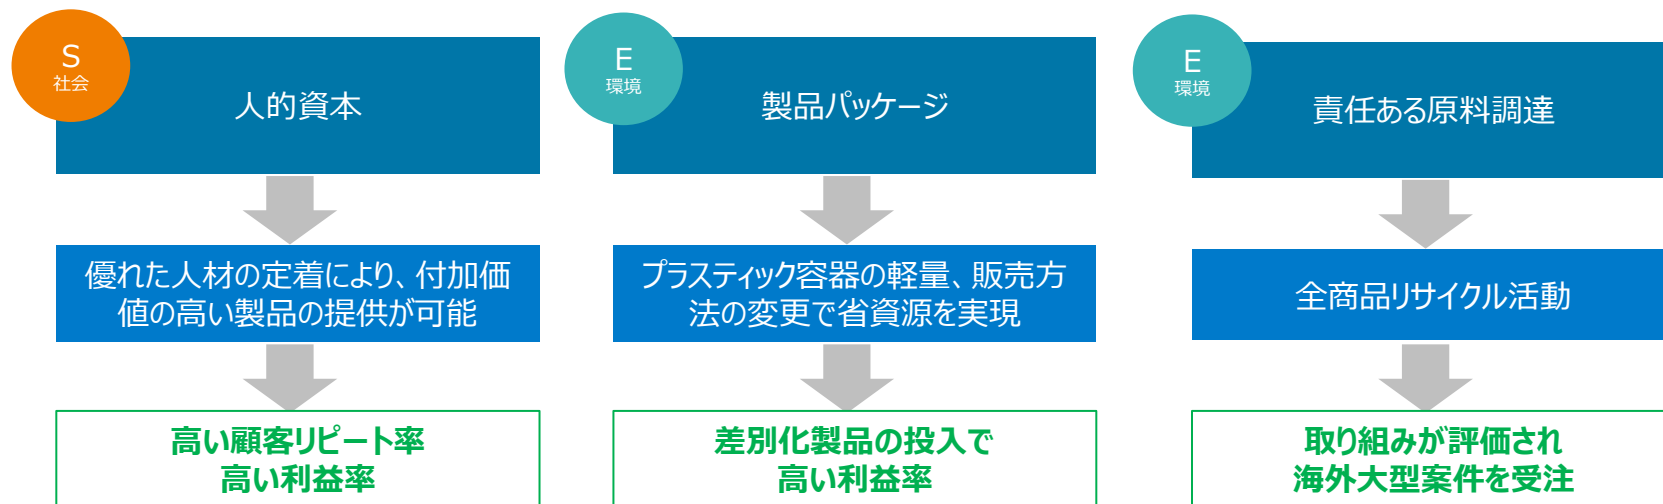 S
社会
人的資本
優れた人材の定着により、付加価
値の高い製品の提供が可能
高い顧客リピート率
高い利益率
E
環境
製品パッケージ
プラスティック容器の軽量、販売方
法の変更で省資源を実現
差別化製品の投入で
高い利益率
E
環境
責任ある原料調達
全商品リサイクル活動
取り組みが評価され
海外大型案件を受注